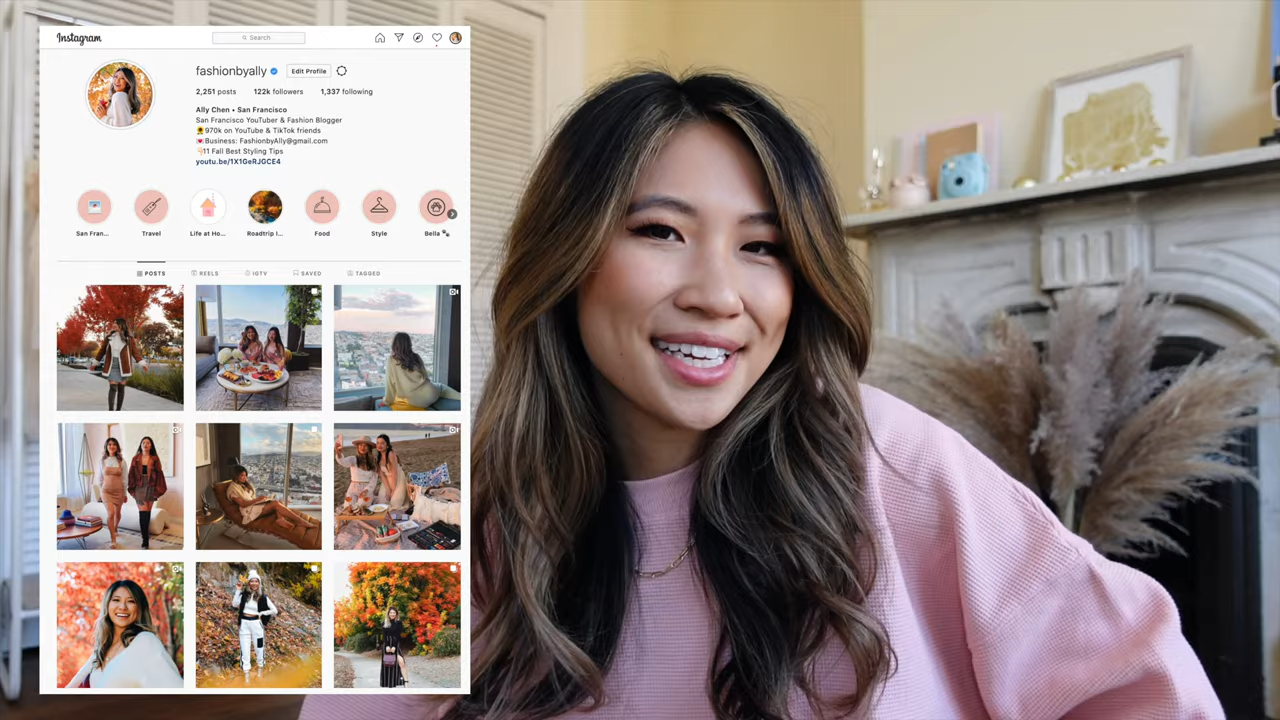 Instagram
Search
fashionbyally Edit Profile
2,251 posts 122k followers 1,337 following
Ally Chen • San Francisco
San Francisco YouTuber & Fashion Blogger
🌻970k on YouTube & TikTok friends
💌Business: FashionbyAlly@gmail.com
👇🏻11 Fall Best Styling Tips
youtu.be/1X1GeRJGCE4
San Fran... Travel Life at Ho... Roadtrip I... Food Style Bella 🐾
POSTS REELS IGTV SAVED TAGGED